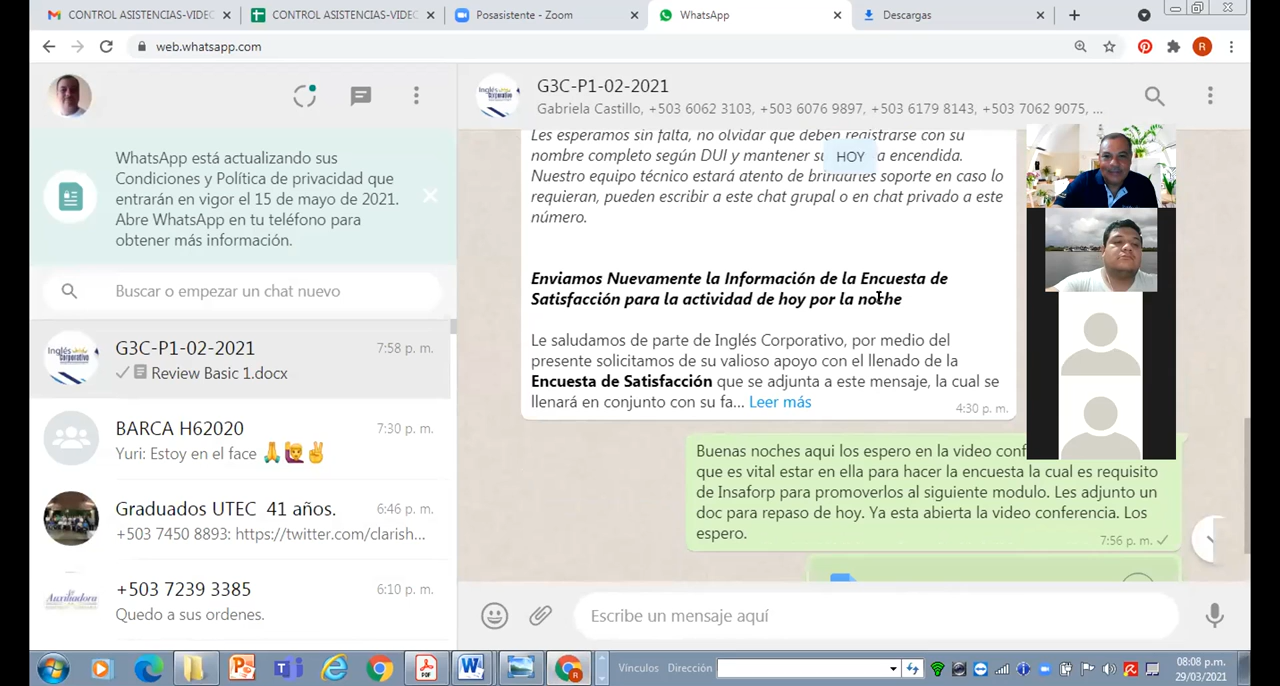 CONTROL ASISTENCIAS-VIDEC
CONTROL ASISTENCIAS-VIDEC
Posasistente - Zoom
WhatsApp
Descargas
web.whatsapp.com
R
WhatsApp está actualizando sus
Condiciones y Política de privacidad que
entrarán en vigor el 15 de mayo de 2021.
Abre WhatsApp en tu teléfono para
obtener más información.
Buscar o empezar un chat nuevo
G3C-P1-02-2021
7:58 p. m.
Review Basic 1.docx
BARCA H62020
7:30 p. m.
Yuri: Estoy en el face
Graduados UTEC 41 años.
6:46 p. m.
+503 7450 8893: https://twitter.com/clarish...
+503 7239 3385
6:10 p. m.
Quedo a sus ordenes.
G3C-P1-02-2021
Gabriela Castillo, +503 6062 3103, +503 6076 9897, +503 6179 8143, +503 7062 9075, ...
Les esperamos sin falta, no olvidar que deben registrarse con su
HOY
nombre completo según DUI y mantener su a encendida.
Nuestro equipo técnico estará atento de brindarles soporte en caso lo
requieran, pueden escribir a este chat grupal o en chat privado a este
número.
Enviamos Nuevamente la Información de la Encuesta de
Satisfacción para la actividad de hoy por la noche
Le saludamos de parte de Inglés Corporativo, por medio del
presente solicitamos de su valioso apoyo con el llenado de la
Encuesta de Satisfacción que se adjunta a este mensaje, la cual se
llenará en conjunto con su fa... Leer más
4:30 p. m.
Buenas noches aqui los espero en la video
que es vital estar en ella para hacer la encuesta la cual es requisito
de Insaforp para promoverlos al siguiente modulo. Les adjunto un
doc para repaso de hoy. Ya esta abierta la video conferencia. Los
espero.
7:56 p. m.
Escribe un mensaje aquí
Vínculos Dirección
08:08 p.m.
29/03/2021